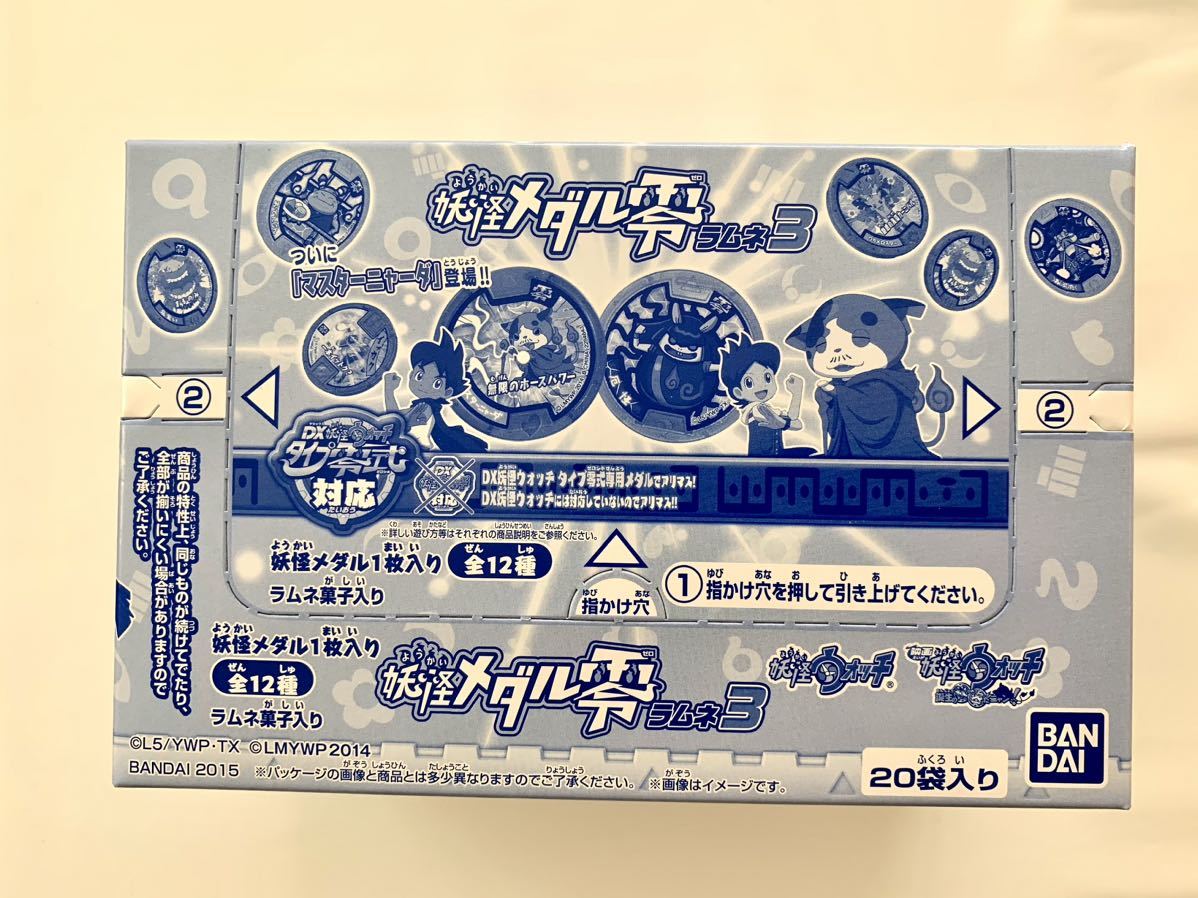 妖怪メダル零ラムネ3
ついに
『マスターニャーダ』登場!!
無限のホースパワー
②
②
DX妖怪ウォッチ
タイプ零式
対応
DX
対応
DX妖怪ウォッチ タイプ零式専用メダルでアリマス!
DX妖怪ウォッチには対応していないのでアリマス!!
※詳しい遊び方等はそれぞれの商品説明をご参照ください。
妖怪メダル1枚入り 全12種
ラムネ菓子入り
指かけ穴
①指かけ穴を押して引き上げてください。
商品の特性上、同じものが続けてでたり、
全部が揃いにくい場合がありますので
ご了承ください。
妖怪メダル1枚入り
全12種
ラムネ菓子入り
妖怪メダル零ラムネ3
妖怪ウォッチ®
映画
妖怪ウォッチ
©L5/YWP・TX ©LMYWP2014
BANDAI 2015 ※パッケージの画像と商品とは多少異なりますのでご了承ください。 ※画像はイメージです。
20袋入り
BAN
DAI